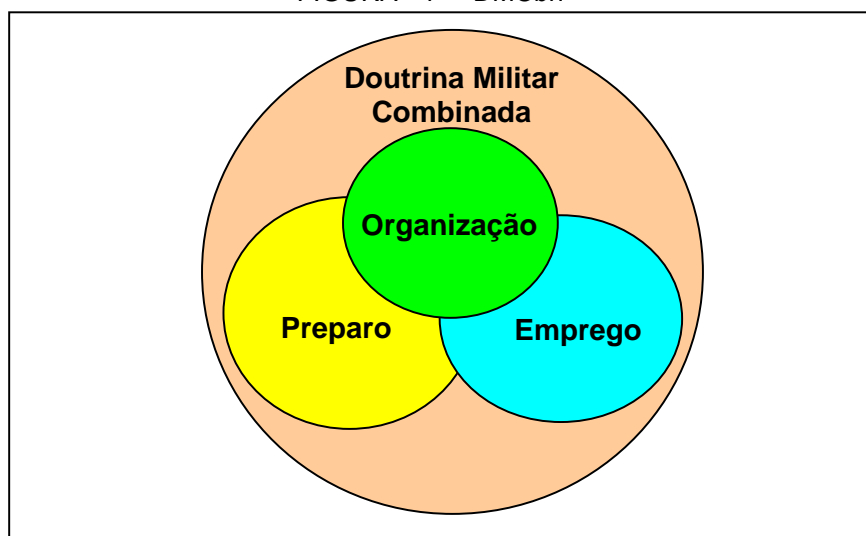 Doutrina Militar
Combinada
Organização
Preparo
Emprego